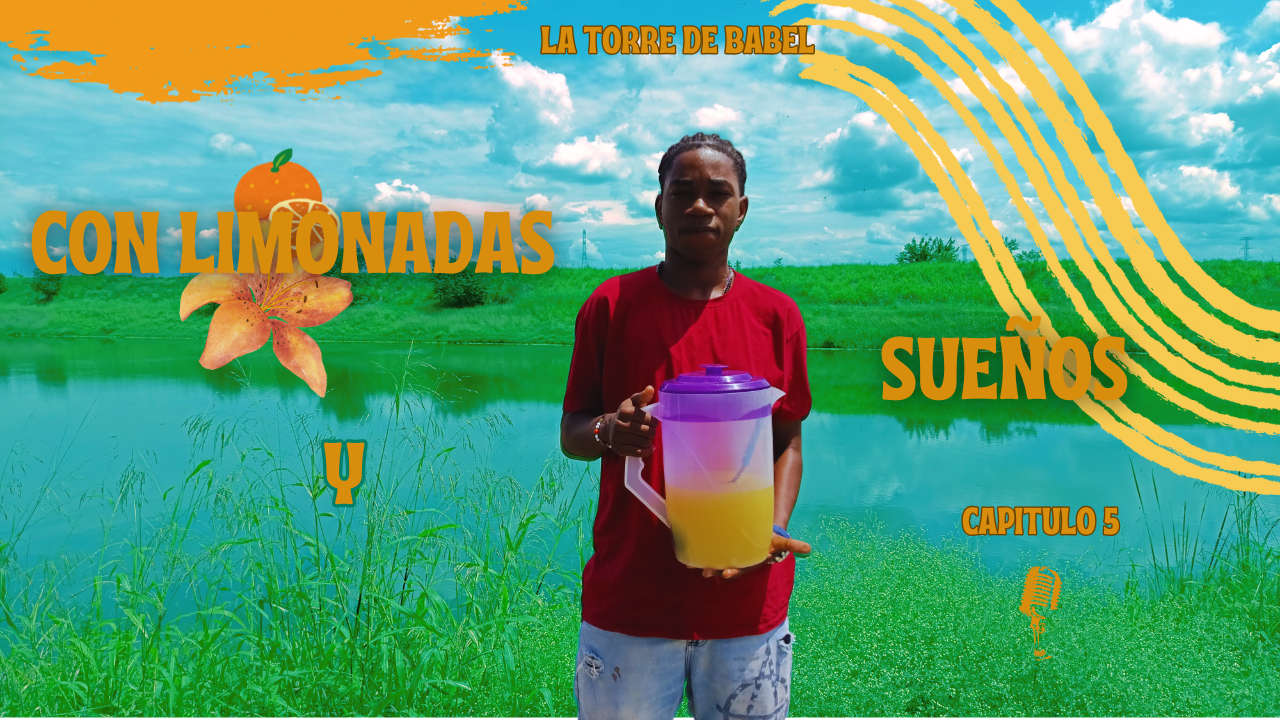 LA TORRE DE BABEL
CON LIMONADAS
Y
SUEÑOS
CAPITULO 5